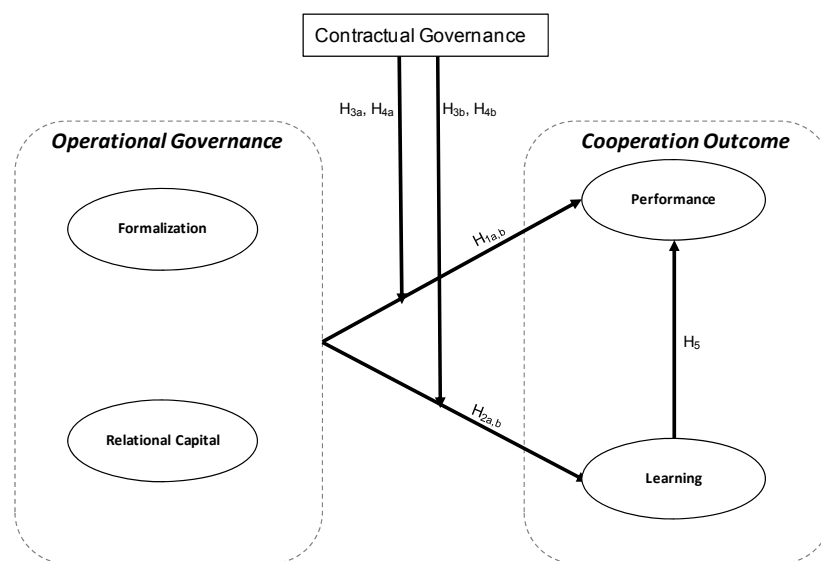 Contractual Governance
H3a, H4a
H3b, H4b
Operational Governance
Cooperation Outcome
Performance
Formalization
H1a,b
H5
H2a,b
Relational Capital
Learning